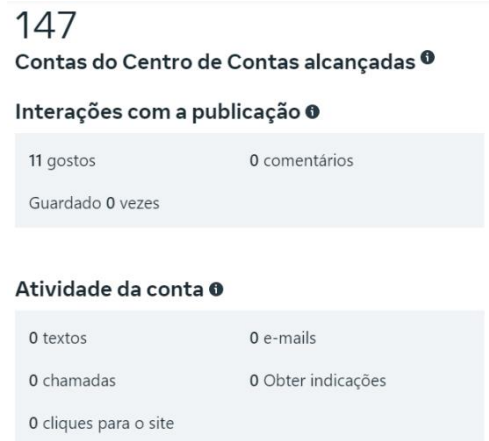 147
Contas do Centro de Contas alcançadas
Interações com a publicação
11 gostos
0 comentários
Guardado 0 vezes
Atividade da conta
0 textos
0 e-mails
0 chamadas
0 Obter indicações
0 cliques para o site